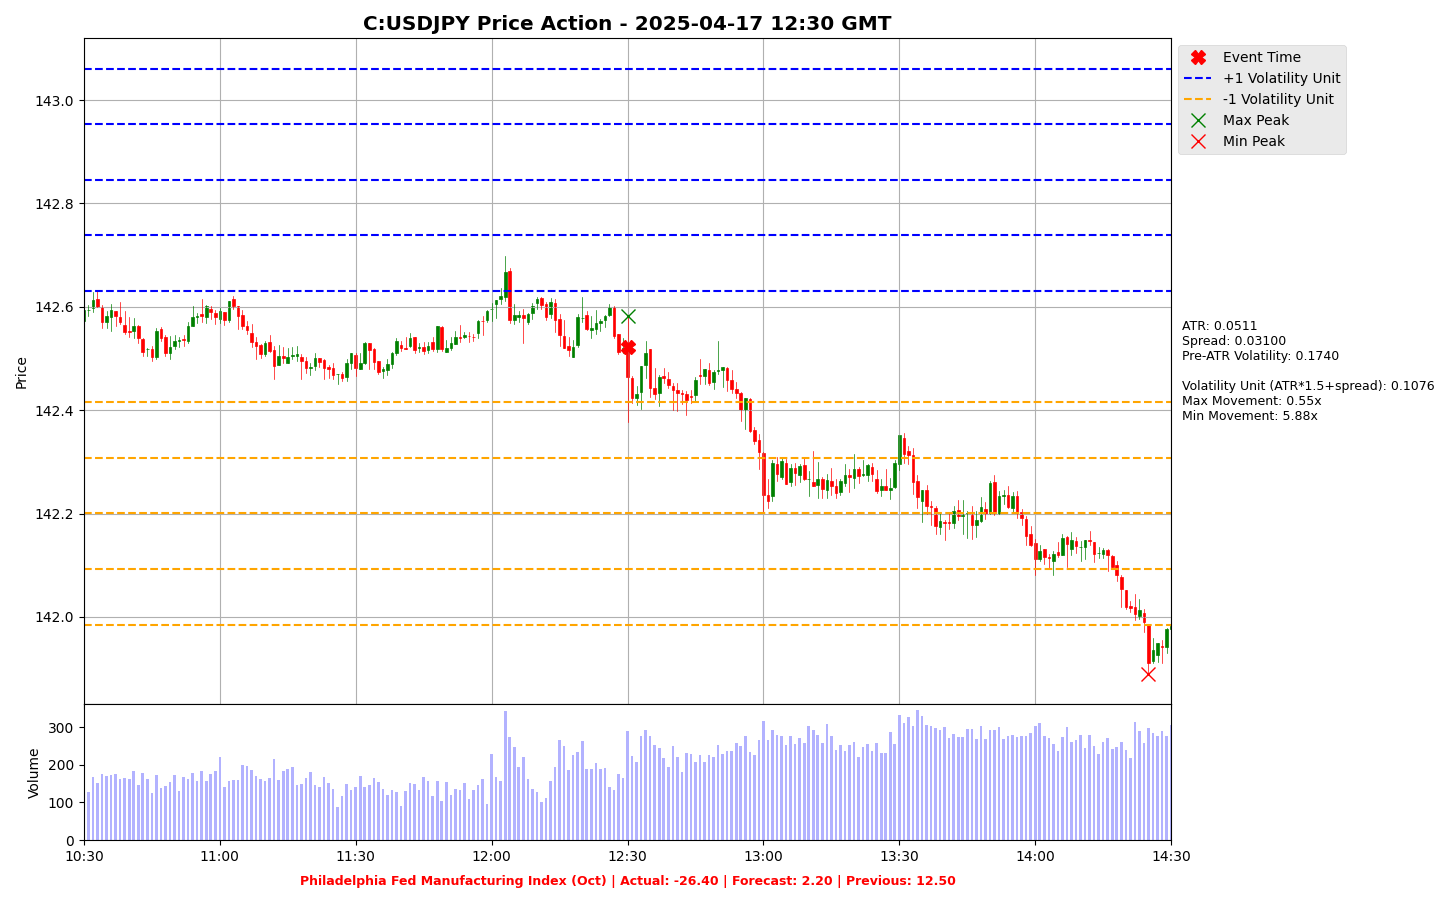 C:USDJPY Price Action - 2025-04-17 12:30 GMT
Event Time
+1 Volatility Unit
-1 Volatility Unit
Max Peak
Min Peak
143.0
142.8
142.6
142.4
142.2
142.0
Price
ATR: 0.0511
Spread: 0.03100
Pre-ATR Volatility: 0.1740
Volatility Unit (ATR*1.5+spread): 0.1076
Max Movement: 0.55x
Min Movement: 5.88x
300
200
100
0
Volume
10:30
11:00
11:30
12:00
12:30
13:00
13:30
14:00
14:30
Philadelphia Fed Manufacturing Index (Oct) | Actual: -26.40 | Forecast: 2.20 | Previous: 12.50